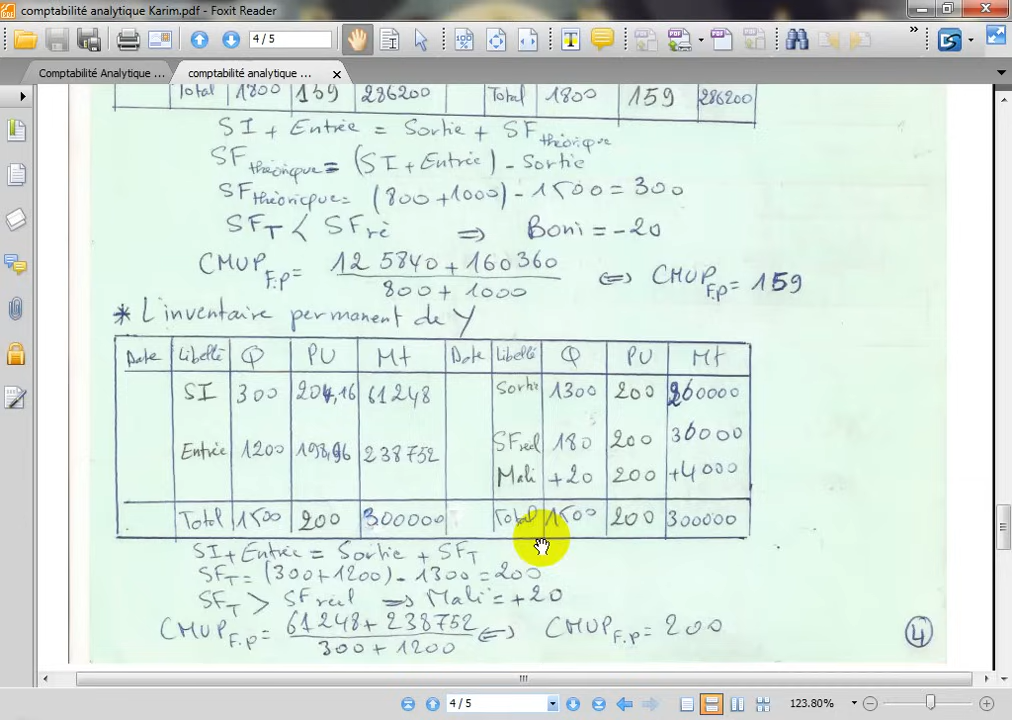 comptabilité analytique Karim.pdf - Foxit Reader
4 / 5
Comptabilité Analytique ... comptabilité analytique ...
Total 1800 159 286200 Total 1800 159 286200
SI + Entrée = Sortie + SF théorique
SF théorique = (SI + Entrée) - Sortie
SF théorique = (800 + 1000) - 1500 = 300
SFT < SF ré ⇒ Boni = -20
CMUP F.p = 125840 + 160360 / 800 + 1000 ⇔ CMUP F.p = 159
* L'inventaire permanent de Y
Date Libellé Q PU Mt Date Libellé Q PU Mt
SI 300 204,16 61248 Sortie 1300 200 260000
SF réel 180 200 36000
Entrée 1200 198,96 238752
Mali +20 200 +4000
Total 1500 200 300000 Total 1500 200 300000
SI + Entrée = Sortie + SFT
SFT = (300 + 1200) - 1300 = 200
SFT > SF réel ⇒ Mali = +20
CMUP F.p = 61248 + 238752 / 300 + 1200 ⇔ CMUP F.p = 200
4
4 / 5
123.80%